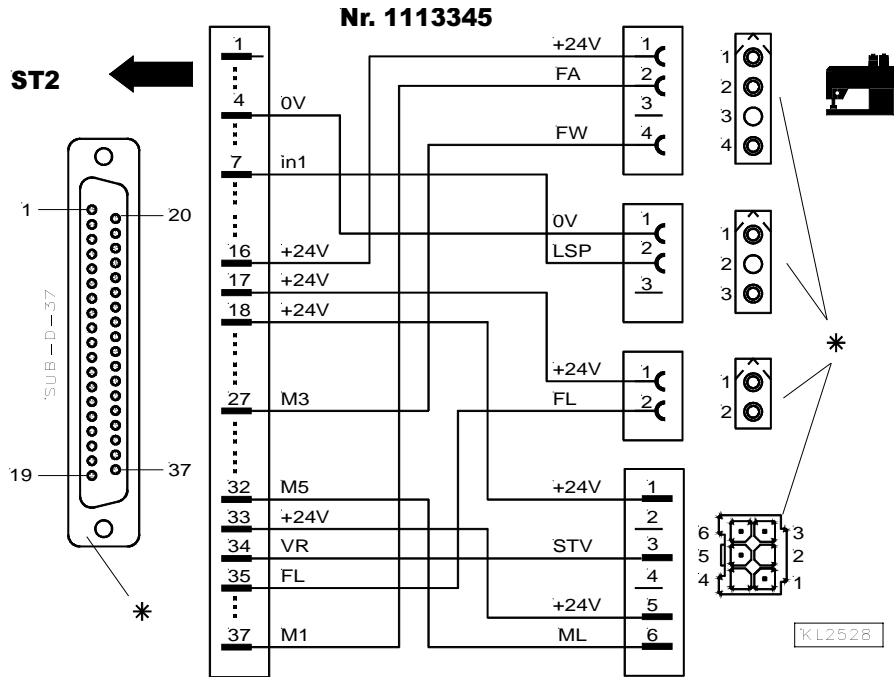 Nr. 1113345
ST2
SUB-D-37
1
20
19
37
1
4 0V
7 in1
16 +24V
17 +24V
18 +24V
27 M3
32 M5
33 +24V
34 VR
35 FL
37 M1
+24V 1
FA 2
3
FW 4
0V 1
LSP 2
3
+24V 1
FL 2
+24V 1
2
STV 3
4
+24V 5
ML 6
1
2
3
4
1
2
3
1
2
6 3
5 2
4 1
*
*
KL2528